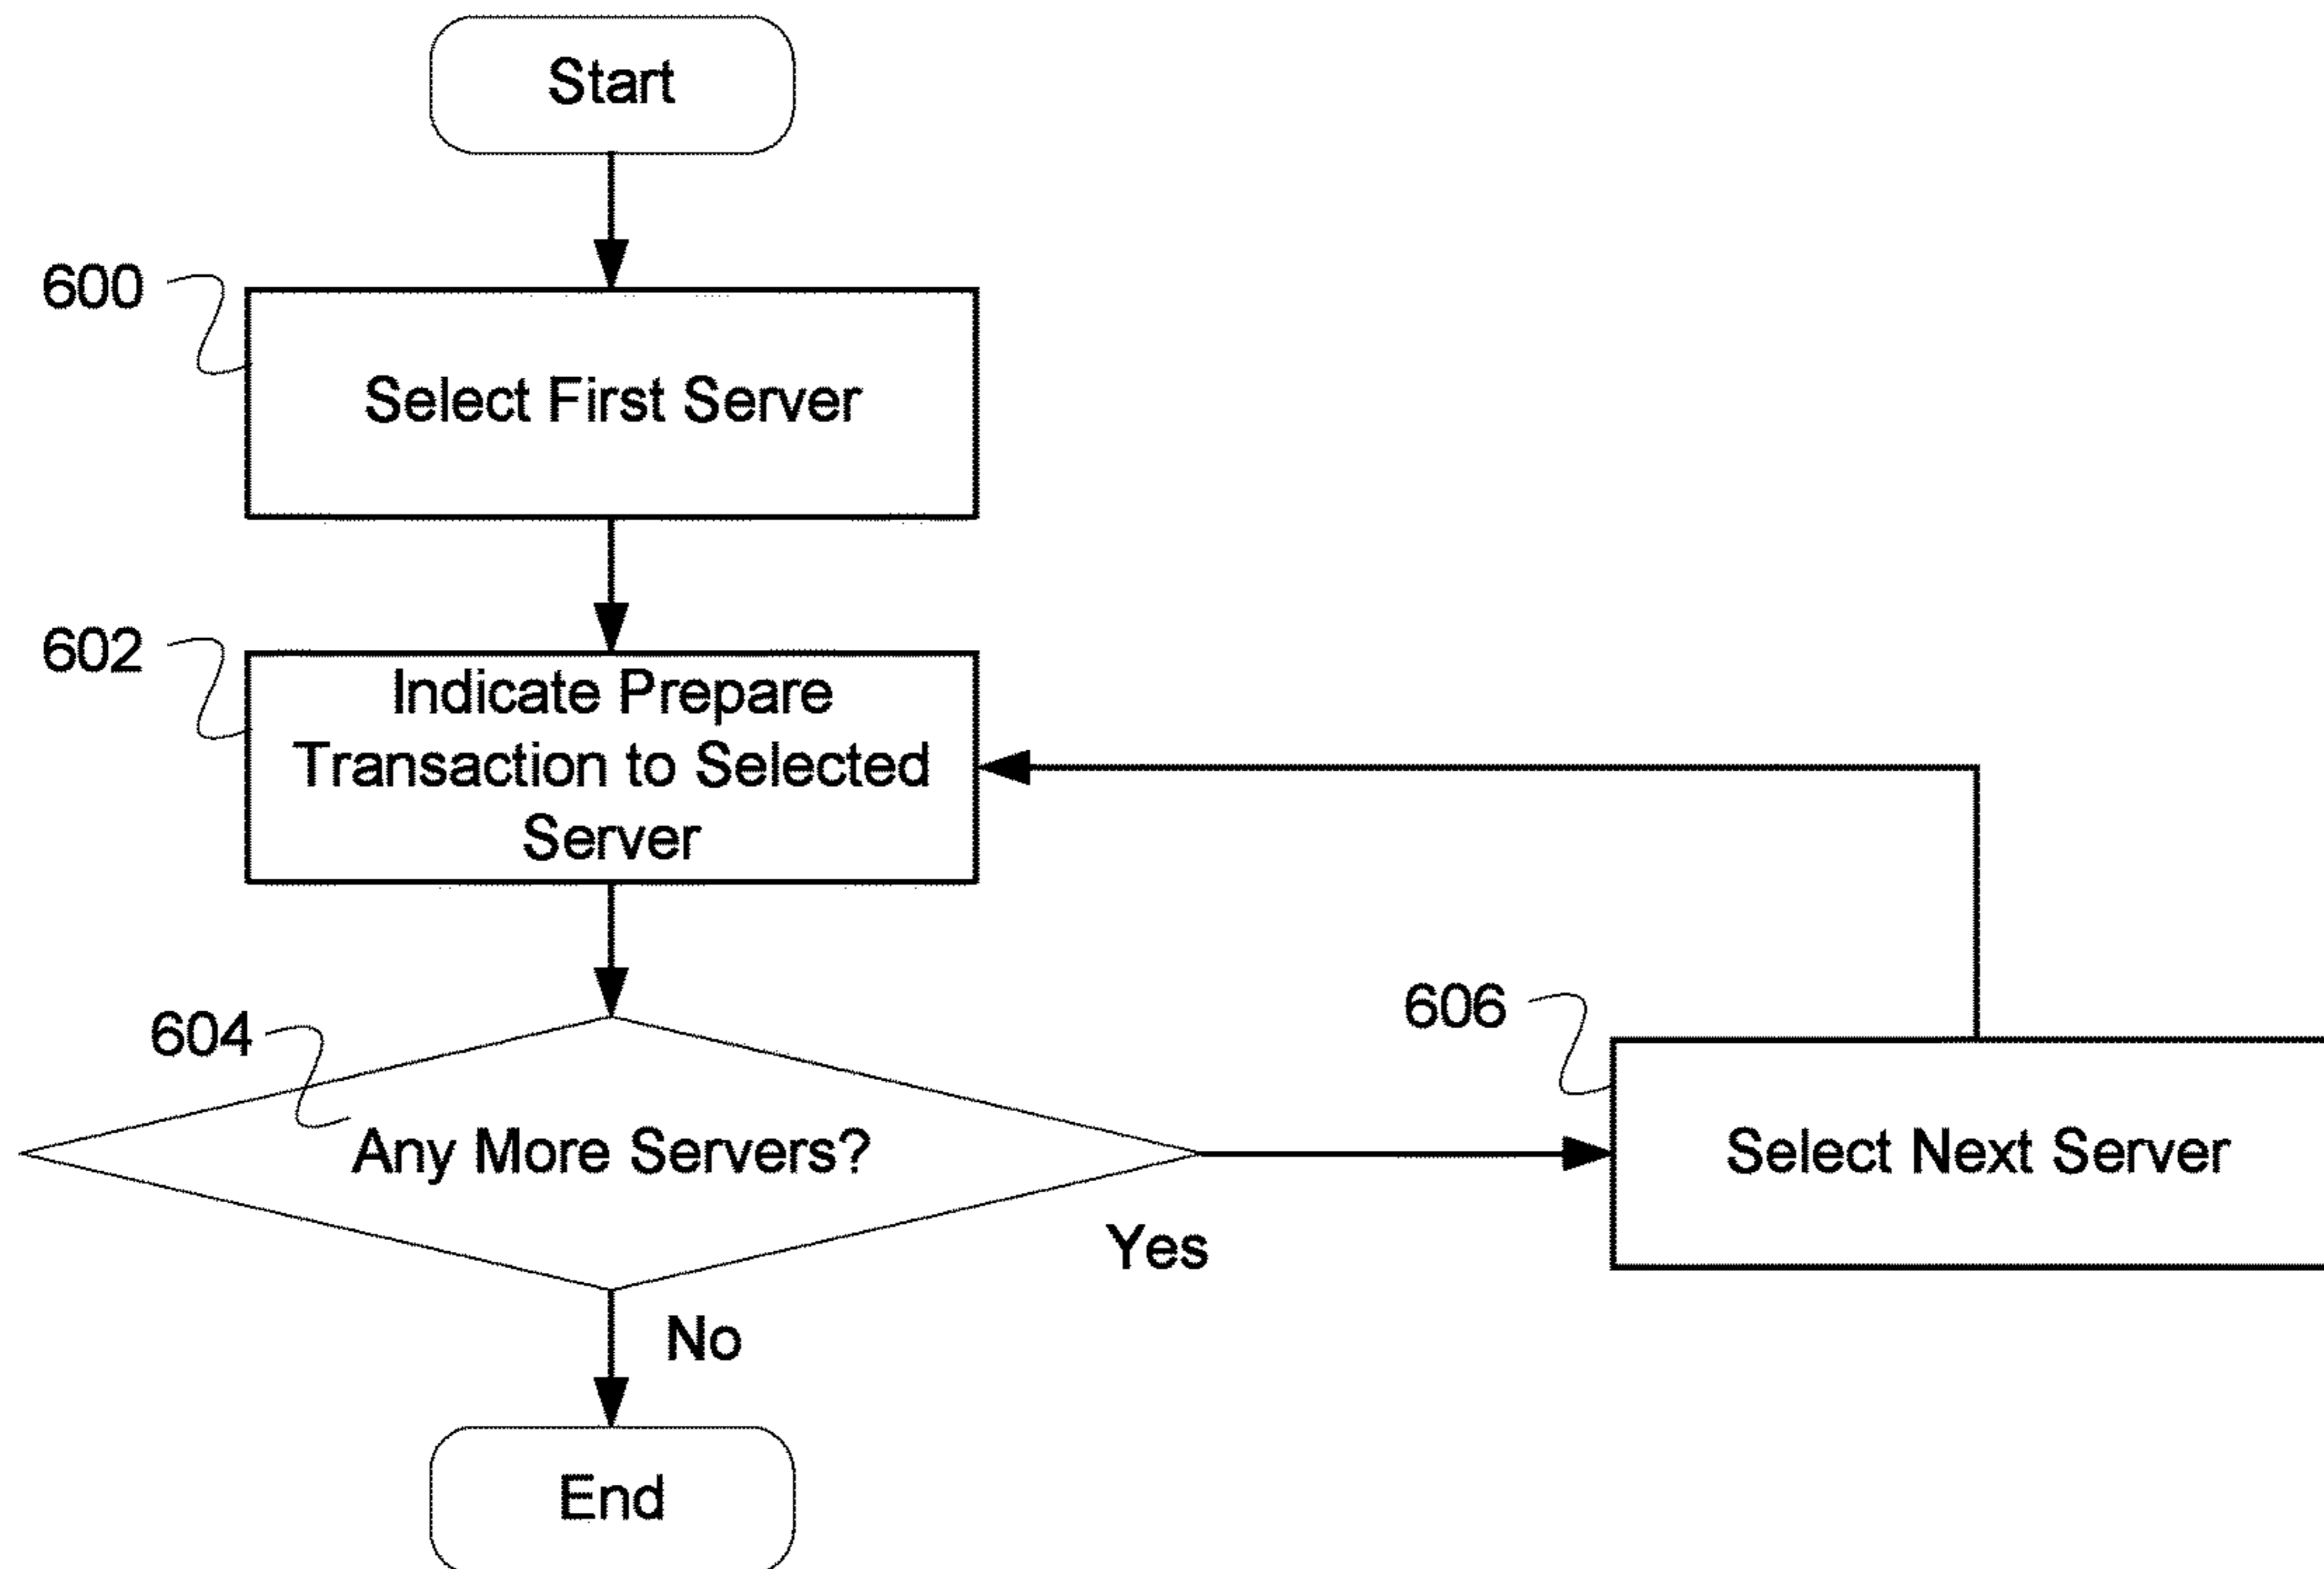 Start
600
Select First Server
602
Indicate Prepare
Transaction to Selected
Server
604
Any More Servers?
Yes
606
Select Next Server
No
End